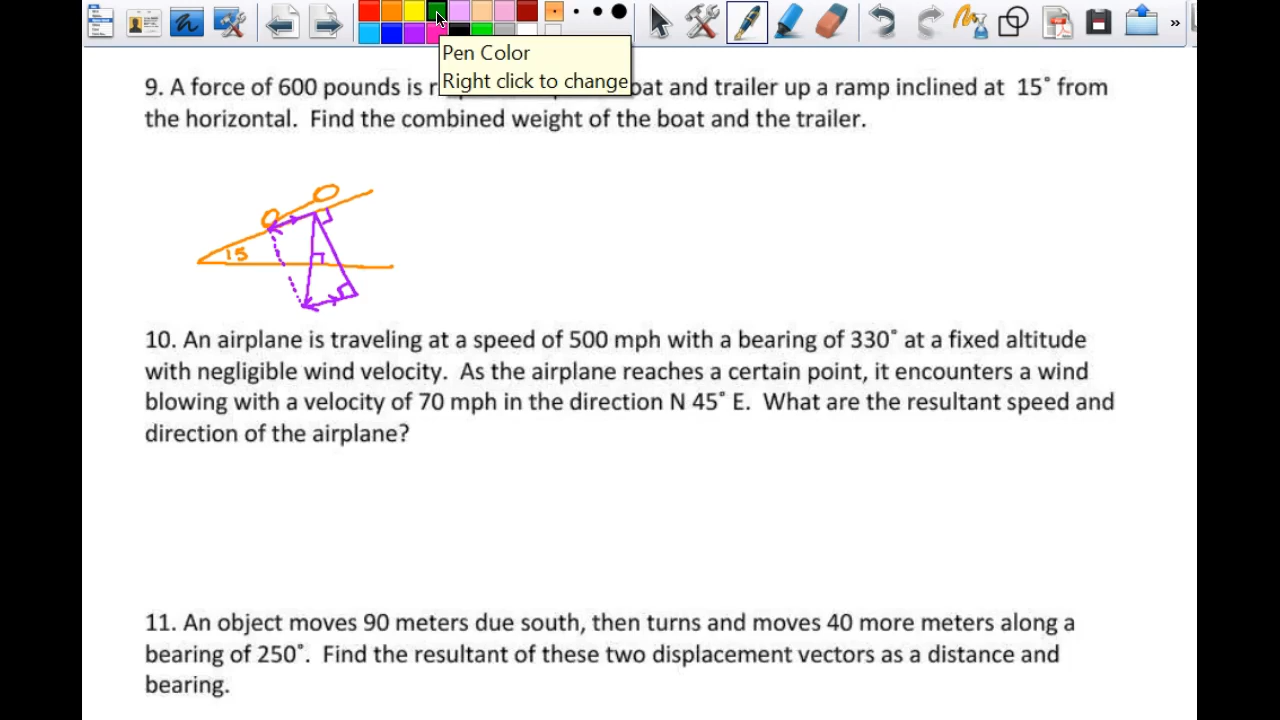 »
Pen Color
Right click to change
9. A force of 600 pounds is oat and trailer up a ramp inclined at 15° from
the horizontal. Find the combined weight of the boat and the trailer.
15
10. An airplane is traveling at a speed of 500 mph with a bearing of 330° at a fixed altitude
with negligible wind velocity. As the airplane reaches a certain point, it encounters a wind
blowing with a velocity of 70 mph in the direction N 45° E. What are the resultant speed and
direction of the airplane?
11. An object moves 90 meters due south, then turns and moves 40 more meters along a
bearing of 250°. Find the resultant of these two displacement vectors as a distance and
bearing.